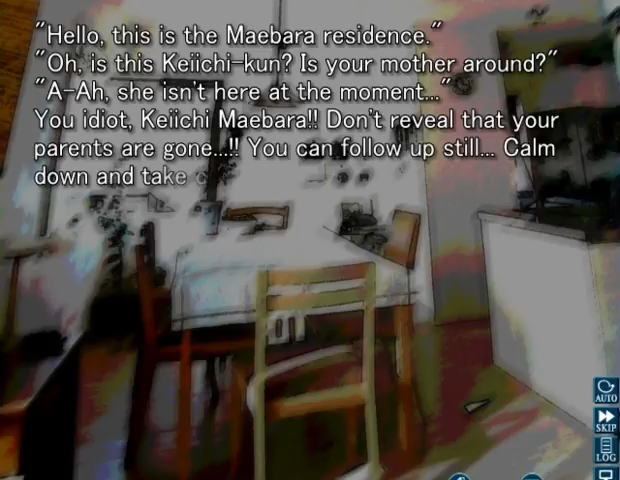 "Hello, this is the Maebara residence."
"Oh, is this Keiichi-kun? Is your mother around?"
"A-Ah, she isn't here at the moment..."
You idiot, Keiichi Maebara!! Don't reveal that your
parents are gone...!! You can follow up still... Calm
down and take
AUTO
SKIP
LOG